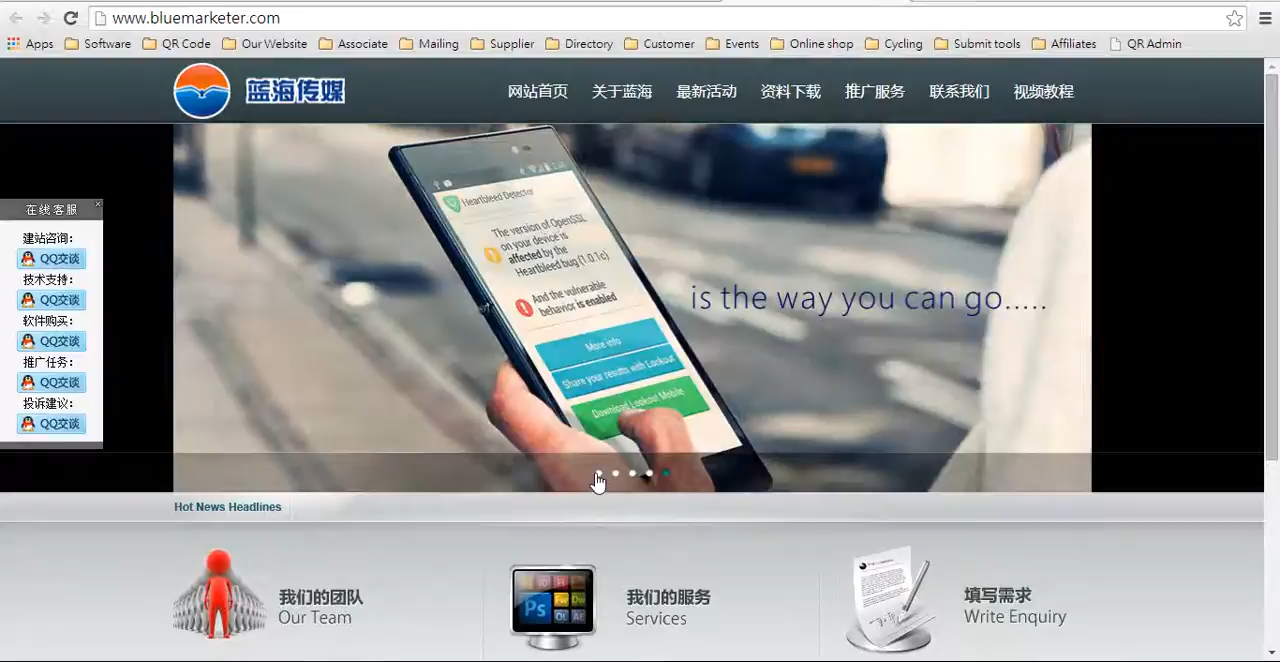 www.bluemarketer.com
Apps Software QR Code Our Website Associate Mailing Supplier Directory Customer Events Online shop Cycling Submit tools Affiliates QR Admin
蓝海传媒
网站首页 关于蓝海 最新活动 资料下载 推广服务 联系我们 视频教程
在线客服
建站咨询:
QQ交谈
技术支持:
QQ交谈
软件购买:
QQ交谈
推广任务:
QQ交谈
投诉建议:
QQ交谈
Heartbleed Detector
The version of OpenSSL
on your device is
affected by the
Heartbleed bug (1.0.1c)
And the vulnerable
behavior is enabled
More info
Share your results with Lookout
Download Lookout Mobile
is the way you can go.....
Hot News Headlines
我们的团队
Our Team
Ps
Fw
Dw
我们的服务
Services
填写需求
Write Enquiry